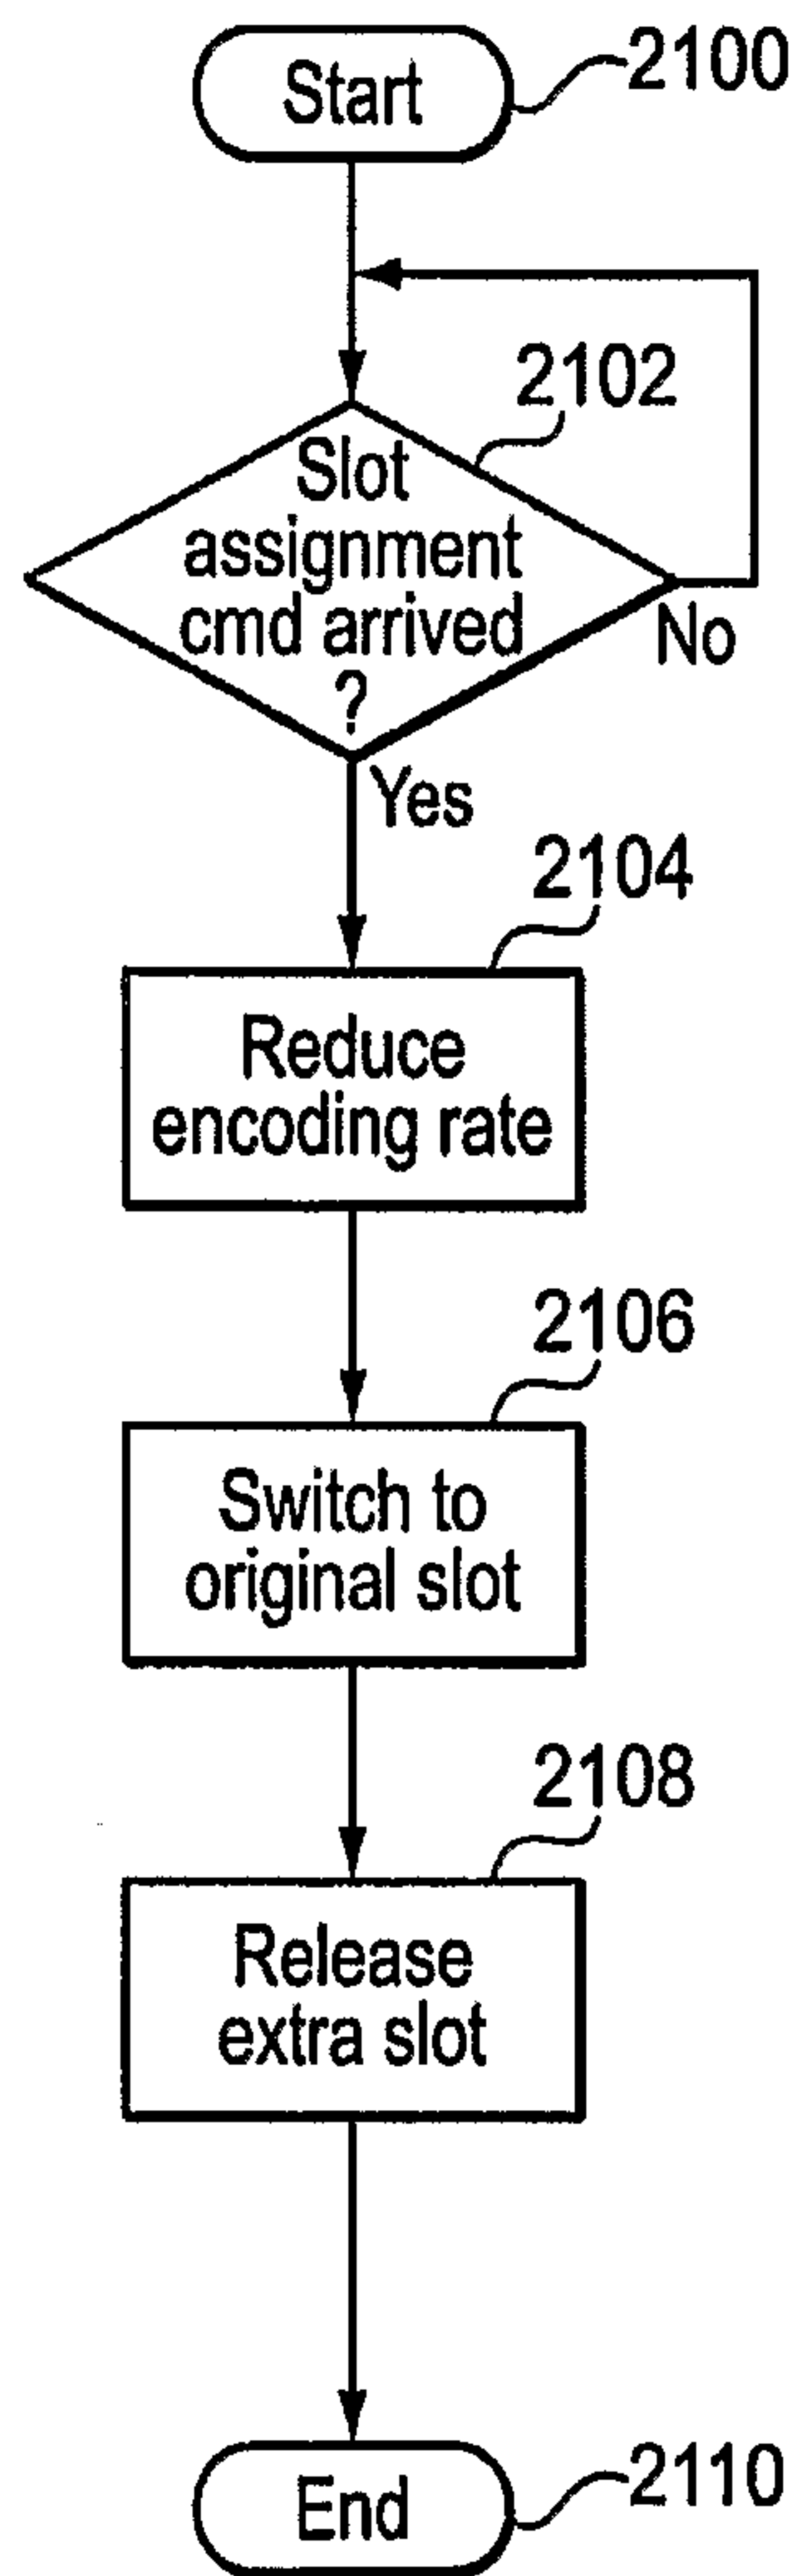 Start
2100
2102
Slot
assignment
cmd arrived
?
No
Yes
2104
Reduce
encoding rate
2106
Switch to
original slot
2108
Release
extra slot
End
2110